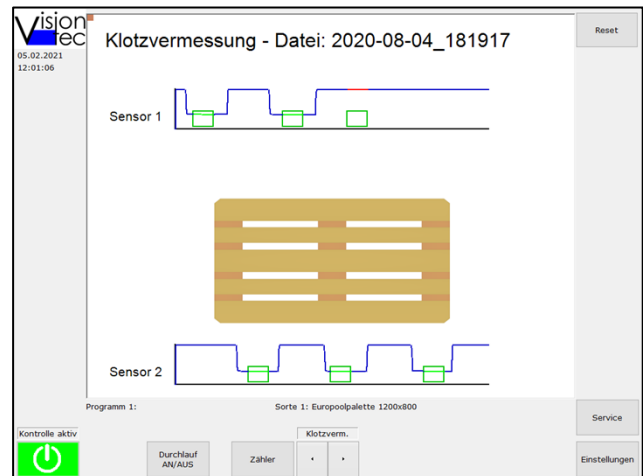 Vision
tec
05.02.2021
12:01:06
Klotzvermessung - Datei: 2020-08-04_181917
Reset
Sensor 1
Sensor 2
Programm 1:
Sorte 1: Europoolpalette 1200x800
Service
Kontrolle aktiv
Klotzverm.
Durchlauf
AN/AUS
Zähler
Einstellungen